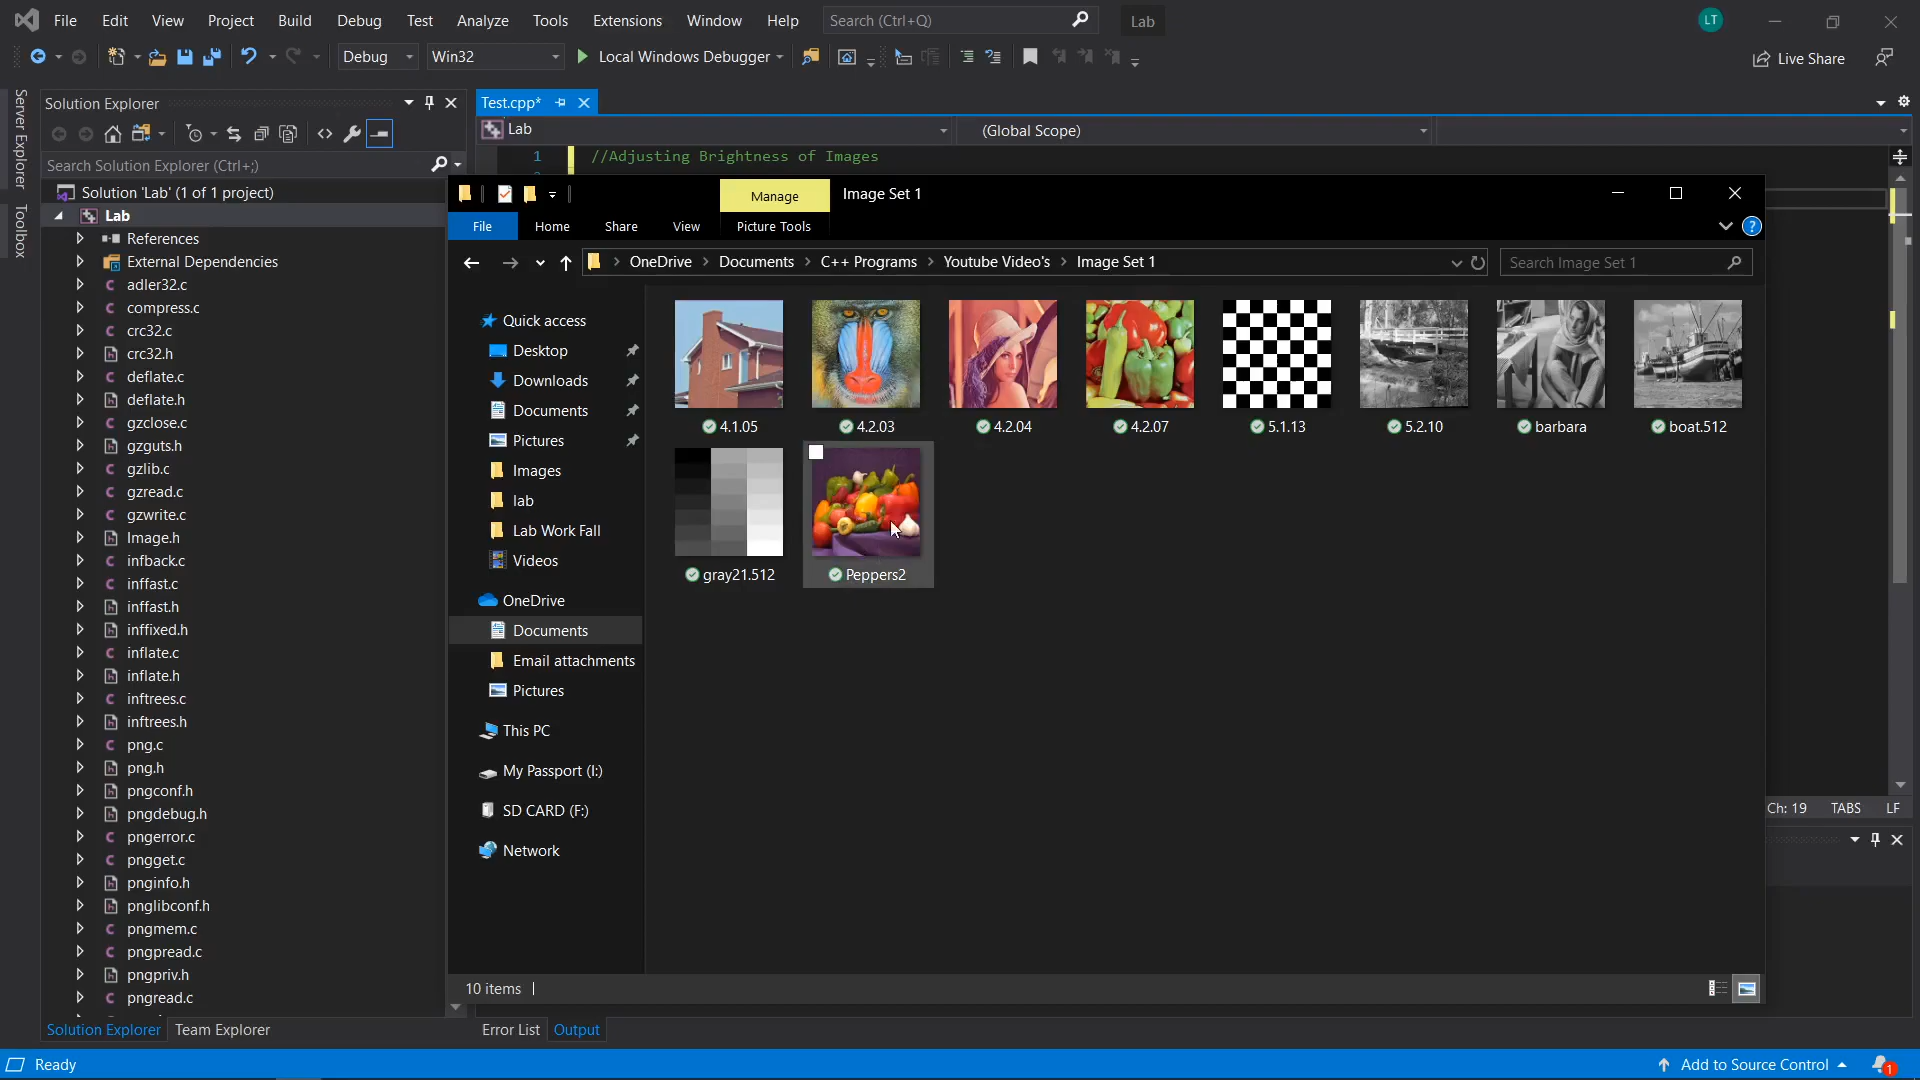 File Edit View Project Build Debug Test Analyze Tools Extensions Window Help Search (Ctrl+Q) Lab LT
Debug Win32 Local Windows Debugger Live Share
Server Explorer
Toolbox
Solution Explorer
Search Solution Explorer (Ctrl+;)
Solution 'Lab' (1 of 1 project)
Lab
References
External Dependencies
adler32.c
compress.c
crc32.c
crc32.h
deflate.c
deflate.h
gzclose.c
gzguts.h
gzlib.c
gzread.c
gzwrite.c
Image.h
infback.c
inffast.c
inffast.h
inffixed.h
inflate.c
inflate.h
inftrees.c
inftrees.h
png.c
png.h
pngconf.h
pngdebug.h
pngerror.c
pngget.c
pnginfo.h
pnglibconf.h
pngmem.c
pngpread.c
pngpriv.h
pngread.c
Solution Explorer Team Explorer
Test.cpp*
Lab (Global Scope)
1 //Adjusting Brightness of Images
Manage Image Set 1
File Home Share View Picture Tools
OneDrive > Documents > C++ Programs > Youtube Video's > Image Set 1 Search Image Set 1
Quick access
Desktop
Downloads
Documents
Pictures
Images
lab
Lab Work Fall
Videos
OneDrive
Documents
Email attachments
Pictures
This PC
My Passport (I:)
SD CARD (F:)
Network
4.1.05 4.2.03 4.2.04 4.2.07 5.1.13 5.2.10 barbara boat.512
gray21.512 Peppers2
10 items
Ch: 19 TABS LF
Error List Output
Ready Add to Source Control 1